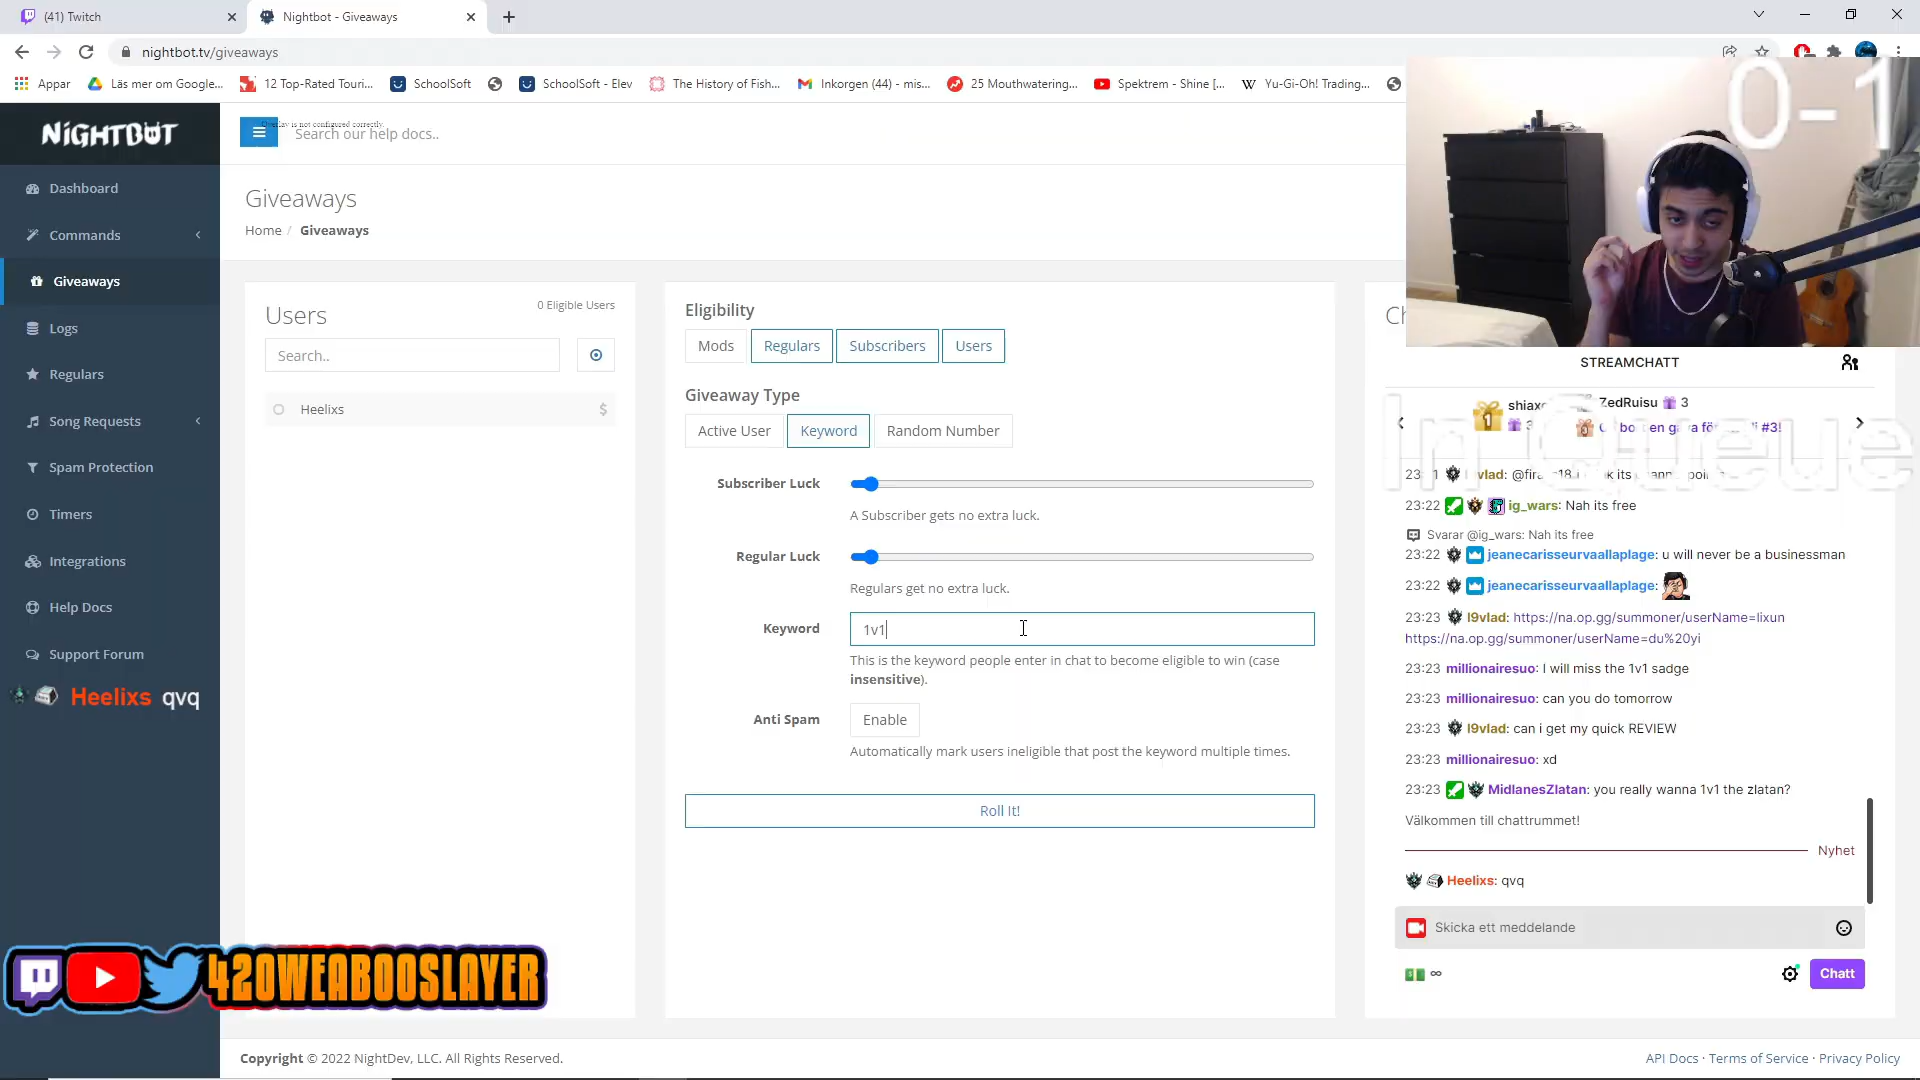 (41) Twitch
Nightbot - Giveaways
nightbot.tv/giveaways
Appar
Läs mer om Google...
12 Top-Rated Touri...
SchoolSoft
SchoolSoft - Elev
The History of Fish...
Inkorgen (44) - mis...
25 Mouthwatering...
Spektrem - Shine [...
Yu-Gi-Oh! Trading...
0-1
NiGHTBOT
Overlay is not configured correctly.
Search our help docs..
Dashboard
Commands
Giveaways
Logs
Regulars
Song Requests
Spam Protection
Timers
Integrations
Help Docs
Support Forum
Heelixs qvq
Giveaways
Home / Giveaways
Users
0 Eligible Users
Search..
Heelixs
$
Eligibility
Mods
Regulars
Subscribers
Users
Giveaway Type
Active User
Keyword
Random Number
Subscriber Luck
A Subscriber gets no extra luck.
Regular Luck
Regulars get no extra luck.
Keyword
1v1
This is the keyword people enter in chat to become eligible to win (case
insensitive).
Anti Spam
Enable
Automatically mark users ineligible that post the keyword multiple times.
Roll It!
STREAMCHATT
ZedRuisu 3
In Queue
23:22 ig_wars: Nah its free
Svarar @ig_wars: Nah its free
23:22 jeanecarisseurvaallaplage: u will never be a businessman
23:22 jeanecarisseurvaallaplage:
23:23 l9vlad: https://na.op.gg/summoner/userName=lixun
https://na.op.gg/summoner/userName=du%20yi
23:23 millionairesuo: I will miss the 1v1 sadge
23:23 millionairesuo: can you do tomorrow
23:23 l9vlad: can i get my quick REVIEW
23:23 millionairesuo: xd
23:23 MidlanesZlatan: you really wanna 1v1 the zlatan?
Välkommen till chattrummet!
Nyhet
Heelixs: qvq
Skicka ett meddelande
∞
Chatt
420WEABOOSLAYER
Copyright © 2022 NightDev, LLC. All Rights Reserved.
API Docs · Terms of Service · Privacy Policy